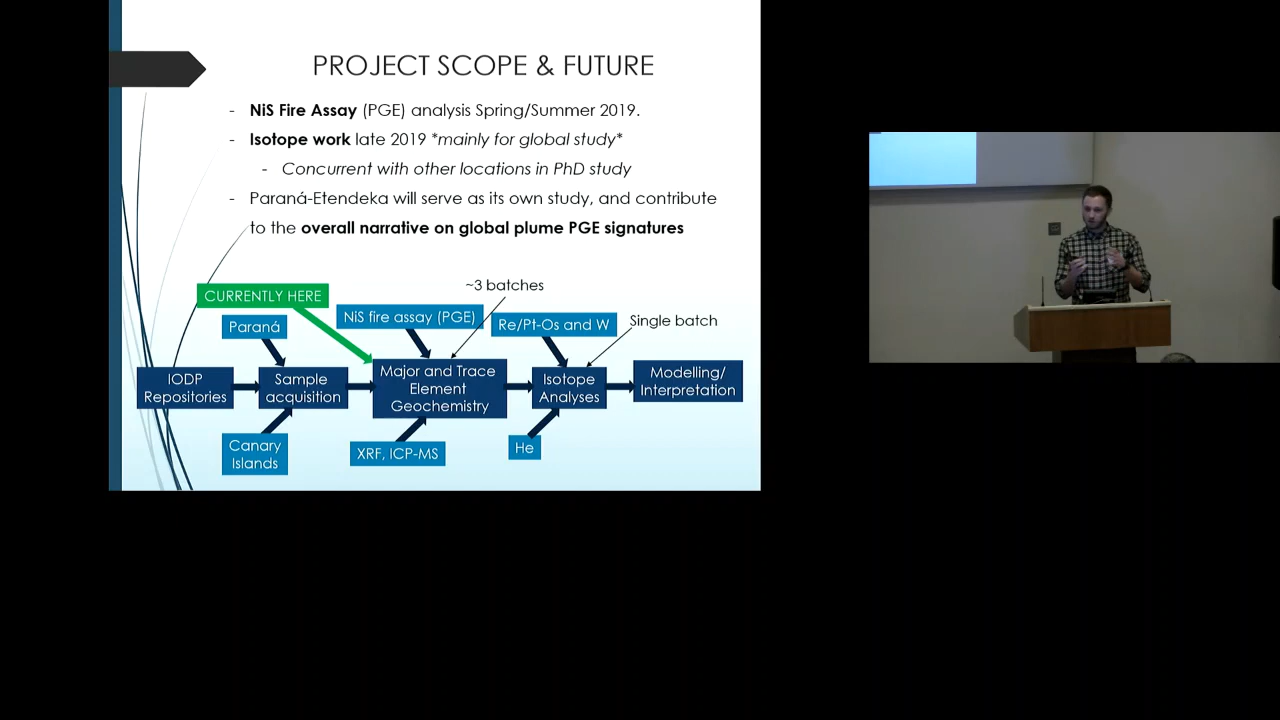 PROJECT SCOPE & FUTURE
- NiS Fire Assay (PGE) analysis Spring/Summer 2019.
- Isotope work late 2019 *mainly for global study*
- Concurrent with other locations in PhD study
- Paraná-Etendeka will serve as its own study, and contribute
to the overall narrative on global plume PGE signatures
~3 batches
CURRENTLY HERE
NiS fire assay (PGE)
Re/Pt-Os and W
Single batch
Paraná
IODP
Repositories
Sample
acquisition
Major and Trace
Element
Geochemistry
Isotope
Analyses
Modelling/
Interpretation
Canary
Islands
XRF, ICP-MS
He